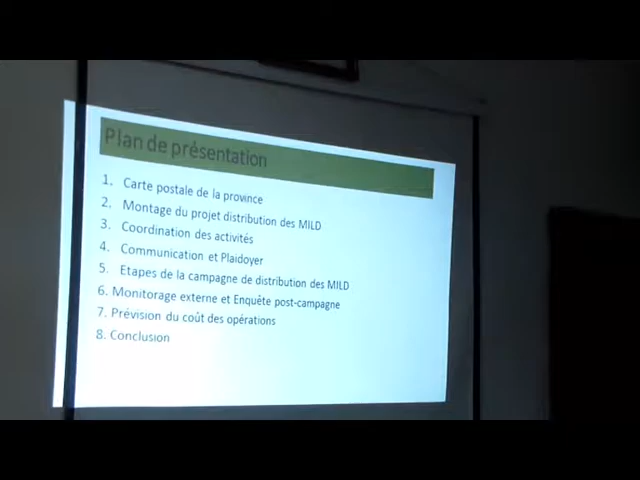 Plan de présentation
1. Carte postale de la province
2. Montage du projet distribution des MILD
3. Coordination des activités
4. Communication et Plaidoyer
5. Etapes de la campagne de distribution des MILD
6. Monitorage externe et Enquête post-campagne
7. Prévision du coût des opérations
8. Conclusion